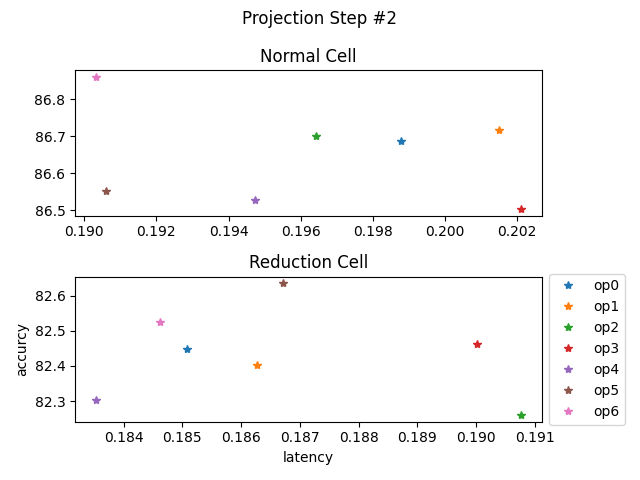 Projection Step #2
Normal Cell
86.8
86.7
86.6
86.5
0.190 0.192 0.194 0.196 0.198 0.200 0.202
Reduction Cell
82.6
82.5
82.4
82.3
accurcy
0.184 0.185 0.186 0.187 0.188 0.189 0.190 0.191
latency
op0
op1
op2
op3
op4
op5
op6